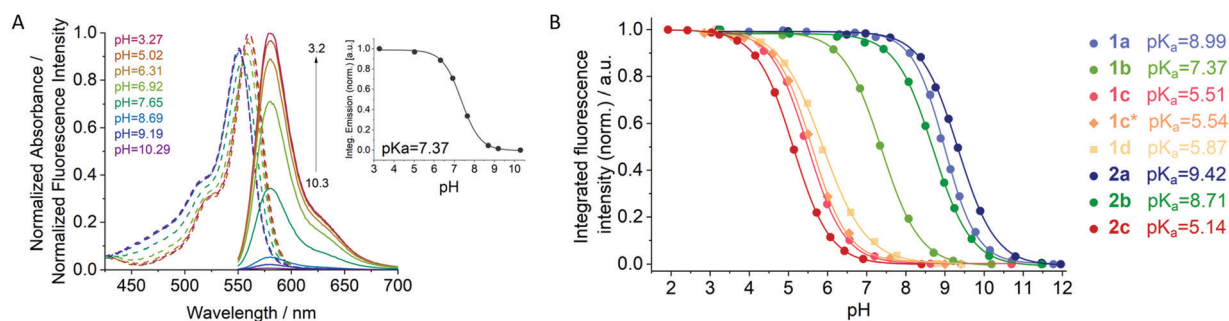 A
Normalized Absorbance /
Normalized Fluorescence Intensity
1.0
0.8
0.6
0.4
0.2
0.0
pH=3.27
pH=5.02
pH=6.31
pH=6.92
pH=7.65
pH=8.69
pH=9.19
pH=10.29
3.2
10.3
450 500 550 600 650 700
Wavelength / nm
Integ. Emission (norm.) [a.u.]
1.0
0.8
0.6
0.4
0.2
0.0
pKa=7.37
3 4 5 6 7 8 9 10
pH
B
Integrated fluorescence
intensity (norm.) / a.u.
1.0
0.8
0.6
0.4
0.2
0.0
2 3 4 5 6 7 8 9 10 11 12
pH
1a pKa=8.99
1b pKa=7.37
1c pKa=5.51
1c* pKa=5.54
1d pKa=5.87
2a pKa=9.42
2b pKa=8.71
2c pKa=5.14